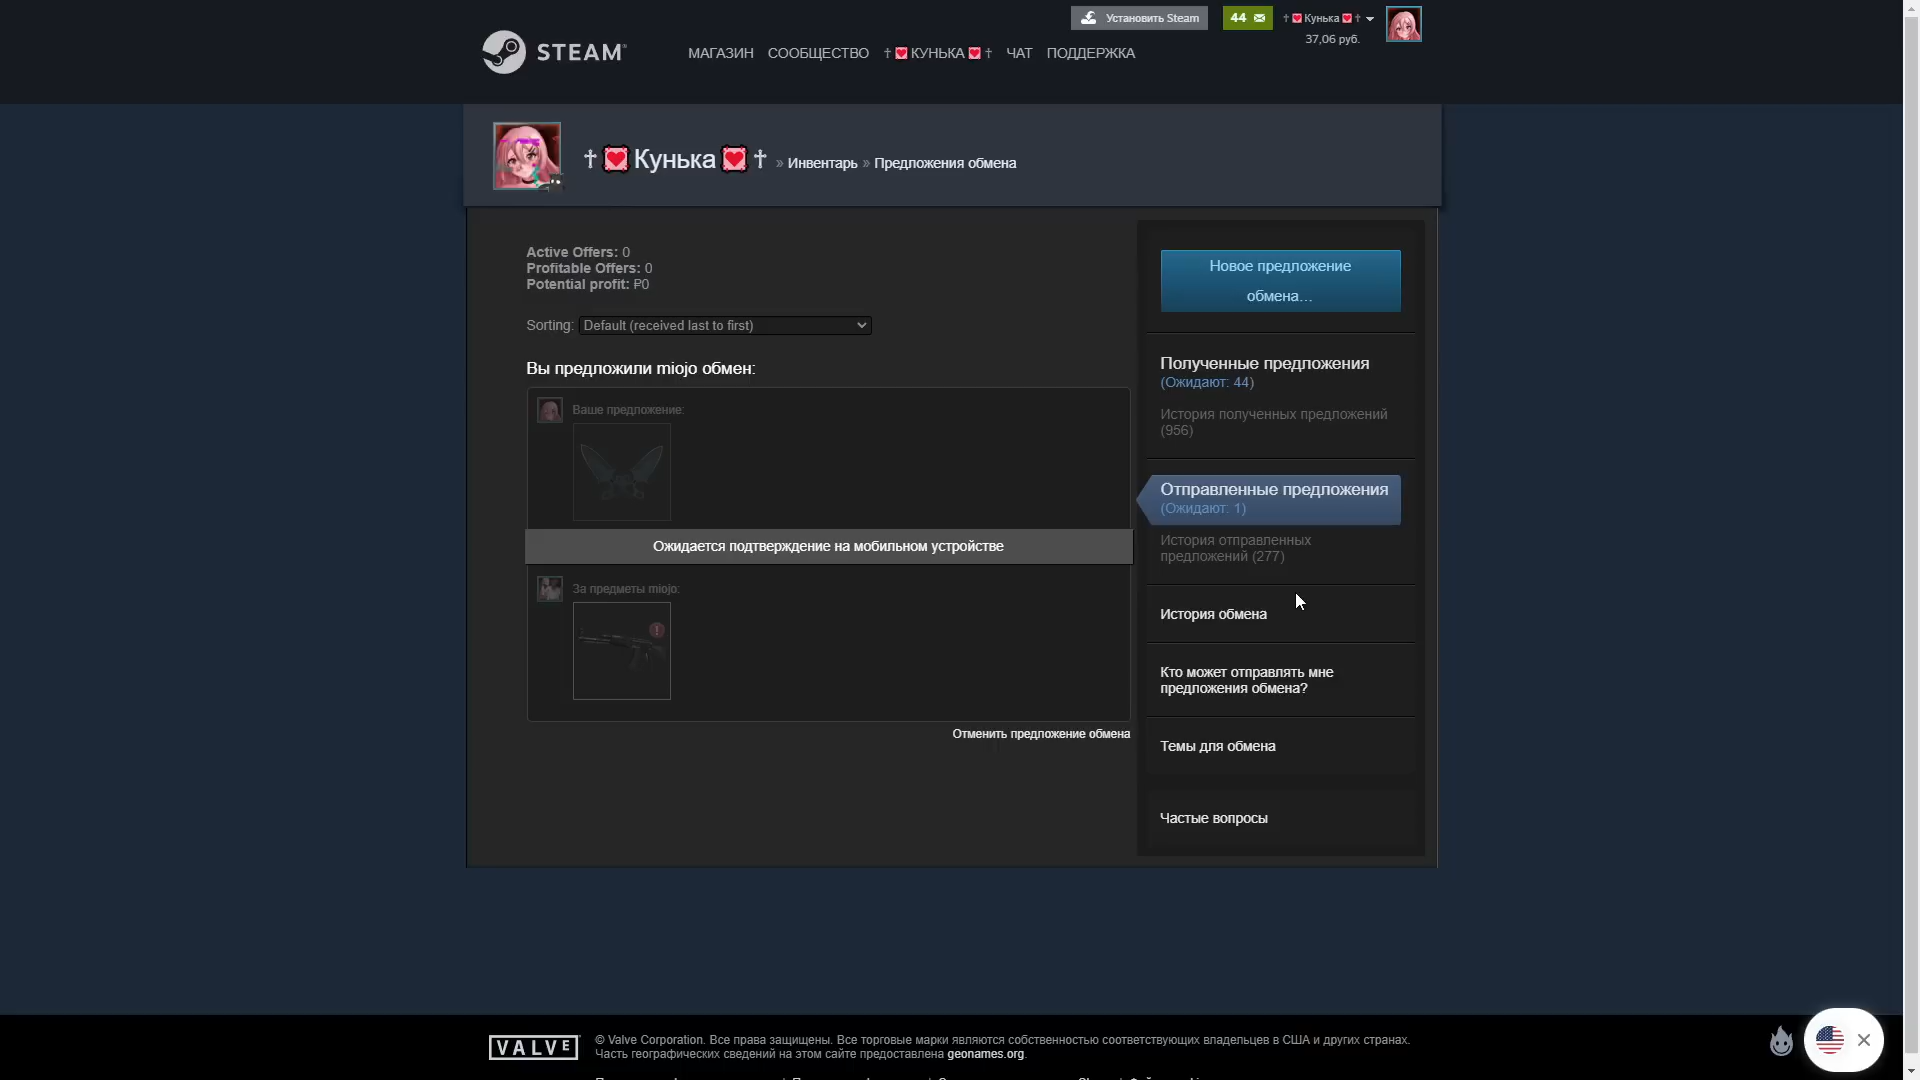 Установить Steam
44
†💟Кунька💟†
37,06 руб.
STEAM
МАГАЗИН
СООБЩЕСТВО
†💟КУНЬКА💟†
ЧАТ
ПОДДЕРЖКА
†💟Кунька💟† » Инвентарь » Предложения обмена
Active Offers: 0
Profitable Offers: 0
Potential profit: ₽0
Sorting: Default (received last to first)
Вы предложили miojo обмен:
Ваше предложение:
Ожидается подтверждение на мобильном устройстве
За предметы miojo:
Отменить предложение обмена
Новое предложение
обмена…
Полученные предложения
(Ожидают: 44)
История полученных предложений
(956)
Отправленные предложения
(Ожидают: 1)
История отправленных
предложений (277)
История обмена
Кто может отправлять мне
предложения обмена?
Темы для обмена
Частые вопросы
VALVE
© Valve Corporation. Все права защищены. Все торговые марки являются собственностью соответствующих владельцев в США и других странах.
Часть географических сведений на этом сайте предоставлена geonames.org.